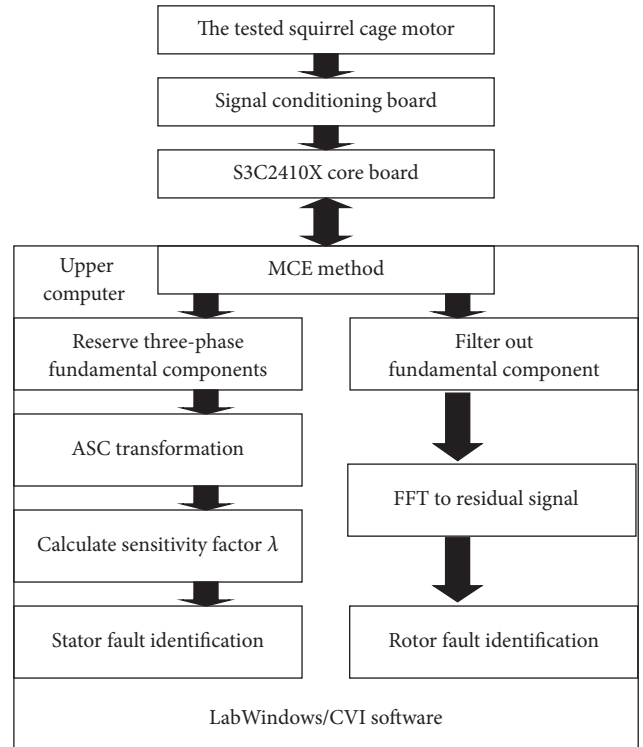 The tested squirrel cage motor
Signal conditioning board
S3C2410X core board
Upper
computer
MCE method
Reserve three-phase
fundamental components
Filter out
fundamental component
ASC transformation
FFT to residual signal
Calculate sensitivity factor λ
Stator fault identification
Rotor fault identification
LabWindows/CVI software